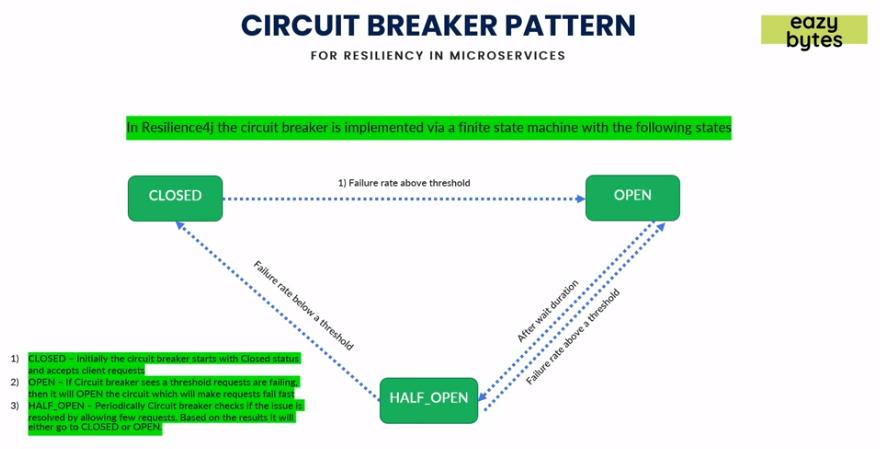 CIRCUIT BREAKER PATTERN
FOR RESILIENCY IN MICROSERVICES
eazy
bytes
In Resilience4j the circuit breaker is implemented via a finite state machine with the following states
CLOSED
1) Failure rate above threshold
OPEN
Failure rate below a threshold
After wait duration
Failure rate above a threshold
HALF_OPEN
1) CLOSED – Initially the circuit breaker starts with Closed status
and accepts client requests
2) OPEN – If Circuit breaker sees a threshold requests are failing,
then it will OPEN the circuit which will make requests fail fast
3) HALF_OPEN – Periodically Circuit breaker checks if the issue is
resolved by allowing few requests. Based on the results it will
either go to CLOSED or OPEN.